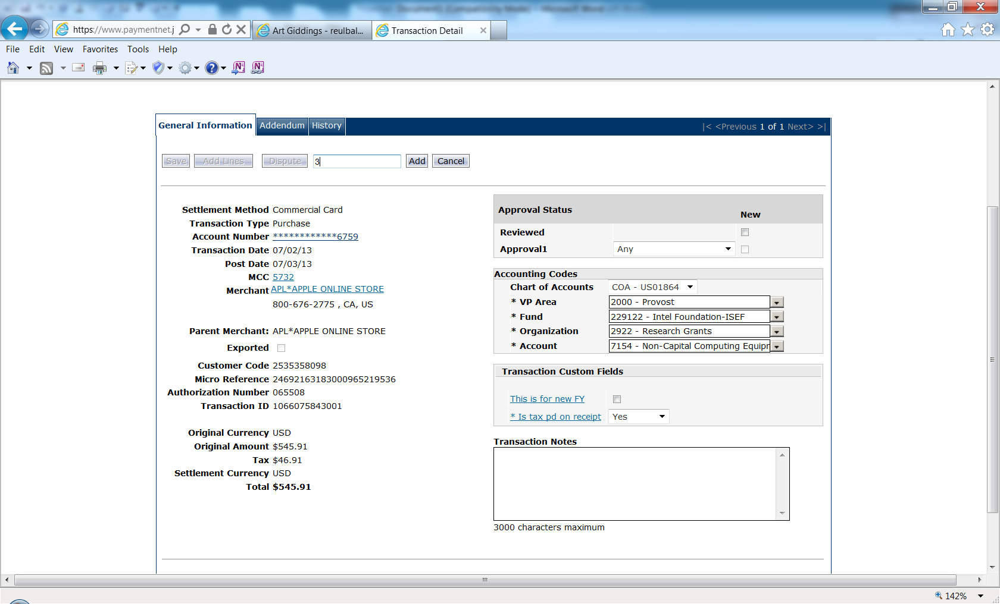 https://www.paymentnet.j
Art Giddings - reulbal...
Transaction Detail
File Edit View Favorites Tools Help
General Information Addendum History |< <Previous 1 of 1 Next> >|
Save Add Lines Dispute 3 Add Cancel
Settlement Method Commercial Card
Transaction Type Purchase
Account Number ************6759
Transaction Date 07/02/13
Post Date 07/03/13
MCC 5732
Merchant APL*APPLE ONLINE STORE
800-676-2775 , CA, US
Parent Merchant: APL*APPLE ONLINE STORE
Exported
Customer Code 2535358098
Micro Reference 24692163183000965219536
Authorization Number 065508
Transaction ID 1066075843001
Original Currency USD
Original Amount $545.91
Tax $46.91
Settlement Currency USD
Total $545.91
Approval Status New
Reviewed
Approval1 Any
Accounting Codes
Chart of Accounts COA - US01864
* VP Area 2000 - Provost
* Fund 229122 - Intel Foundation-ISEF
* Organization 2922 - Research Grants
* Account 7154 - Non-Capital Computing Equipr
Transaction Custom Fields
This is for new FY
* Is tax pd on receipt Yes
Transaction Notes
3000 characters maximum
142%